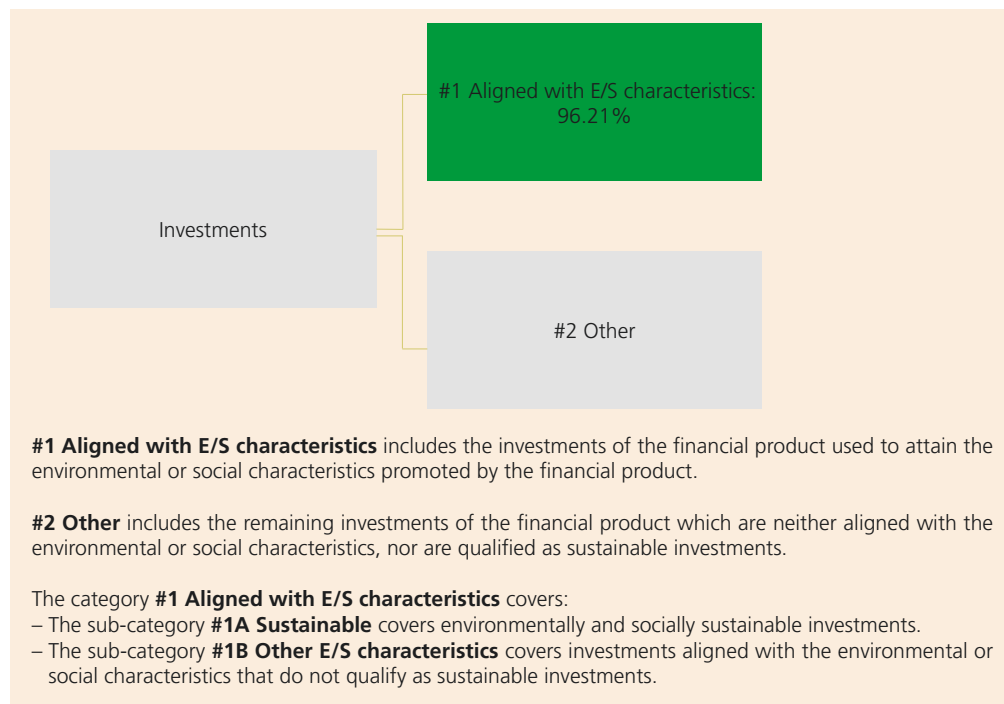 #1 Aligned with E/S characteristics:
96.21%
Investments
#2 Other
#1 Aligned with E/S characteristics includes the investments of the financial product used to attain the
environmental or social characteristics promoted by the financial product.
#2 Other includes the remaining investments of the financial product which are neither aligned with the
environmental or social characteristics, nor are qualified as sustainable investments.
The category #1 Aligned with E/S characteristics covers:
– The sub-category #1A Sustainable covers environmentally and socially sustainable investments.
– The sub-category #1B Other E/S characteristics covers investments aligned with the environmental or
social characteristics that do not qualify as sustainable investments.